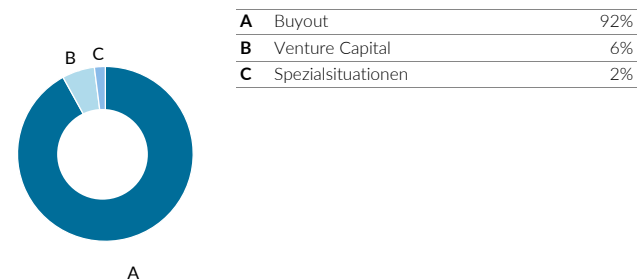 B C
A
A Buyout 92%
B Venture Capital 6%
C Spezialsituationen 2%